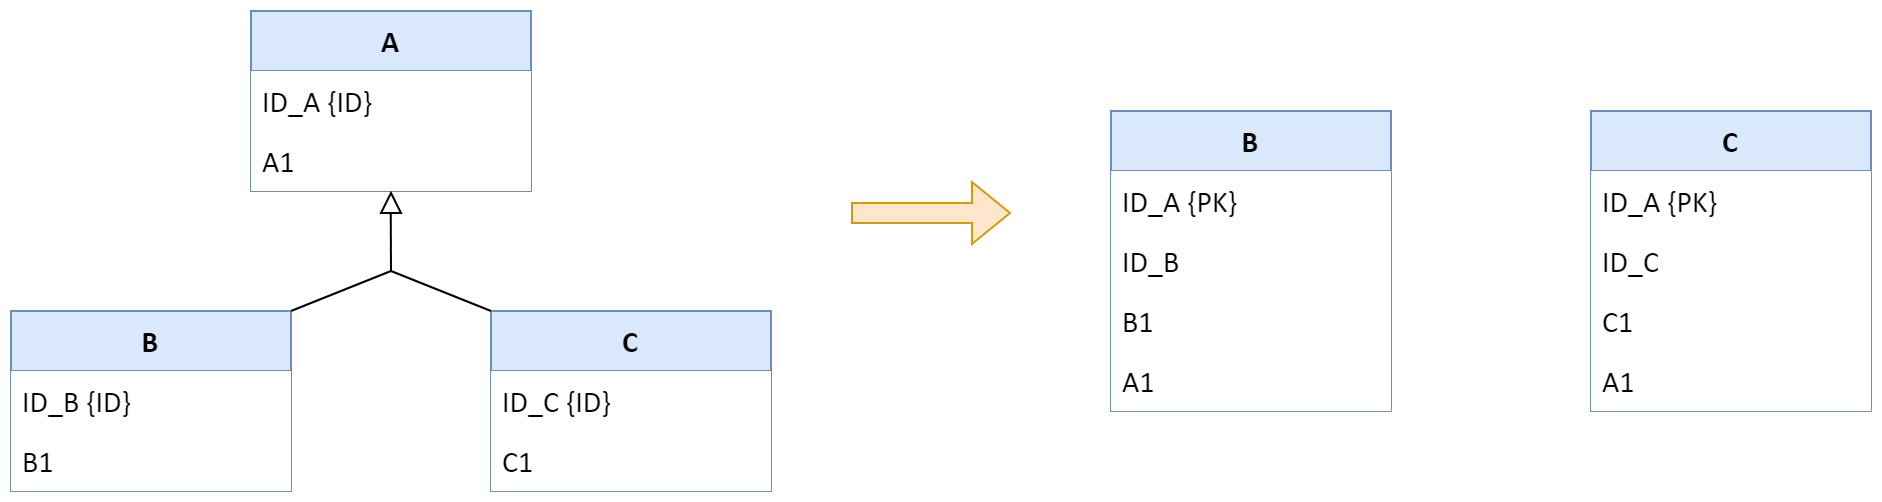 A
ID_A {ID}
A1
B
ID_B {ID}
B1
C
ID_C {ID}
C1
B
ID_A {PK}
ID_B
B1
A1
C
ID_A {PK}
ID_C
C1
A1